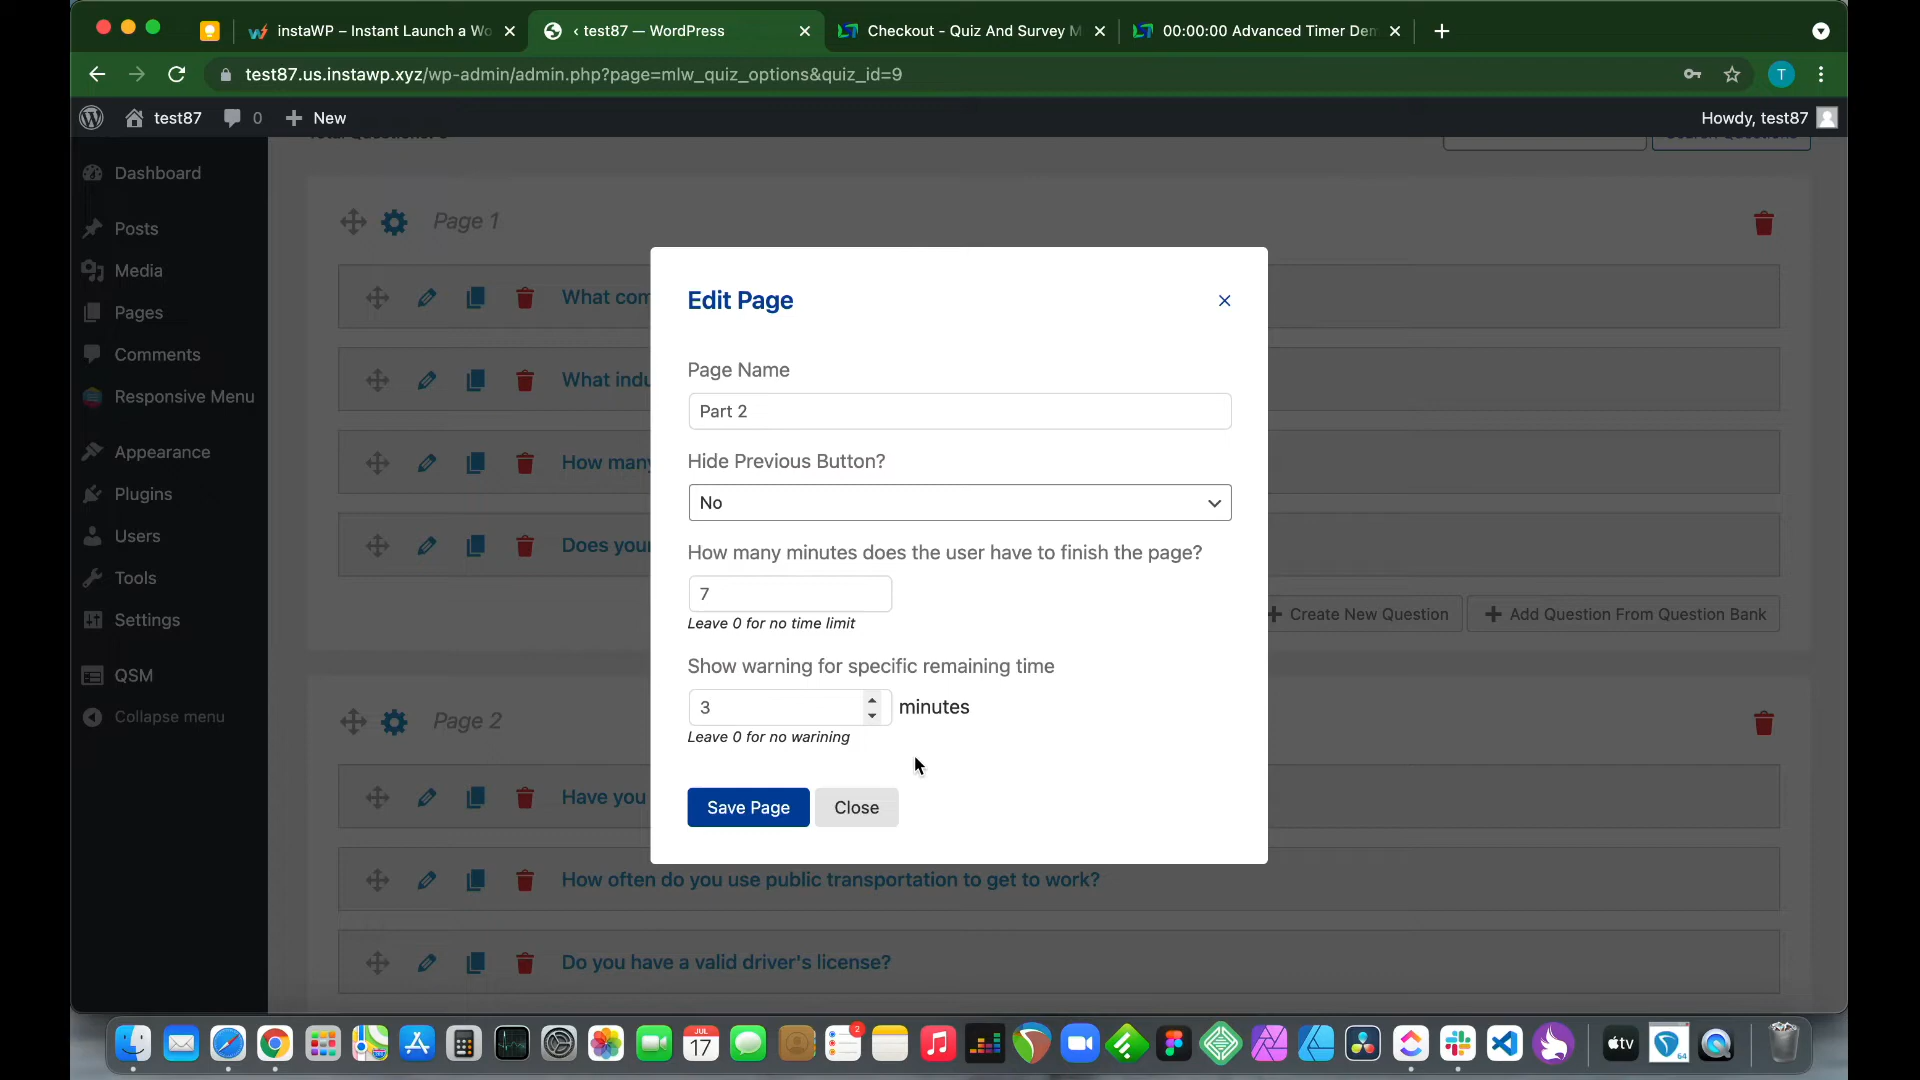 instaWP – Instant Launch a Wo
‹ test87 — WordPress
Checkout - Quiz And Survey M
00:00:00 Advanced Timer Dem
test87.us.instawp.xyz/wp-admin/admin.php?page=mlw_quiz_options&quiz_id=9
T
test87
0
New
Howdy, test87
Dashboard
Posts
Media
Pages
Comments
Responsive Menu
Appearance
Plugins
Users
Tools
Settings
QSM
Collapse menu
Page 1
What com
What indu
How many
Does your
Create New Question
Add Question From Question Bank
Page 2
Have you
How often do you use public transportation to get to work?
Do you have a valid driver's license?
Edit Page
Page Name
Part 2
Hide Previous Button?
No
How many minutes does the user have to finish the page?
7
Leave 0 for no time limit
Show warning for specific remaining time
3 minutes
Leave 0 for no warining
Save Page
Close
JUL
17
2
tv
64